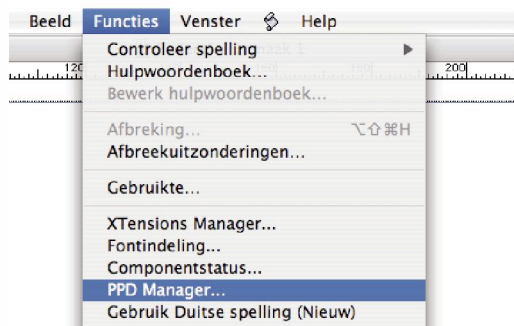 Beeld Functies Venster Help
Controleer spelling
120 200
Hulpwoordenboek...
Bewerk hulpwoordenboek...
Afbreking... ⌥⇧⌘H
Afbreekuitzonderingen...
Gebruikte...
XTensions Manager...
Fontindeling...
Componentstatus...
PPD Manager...
Gebruik Duitse spelling (Nieuw)